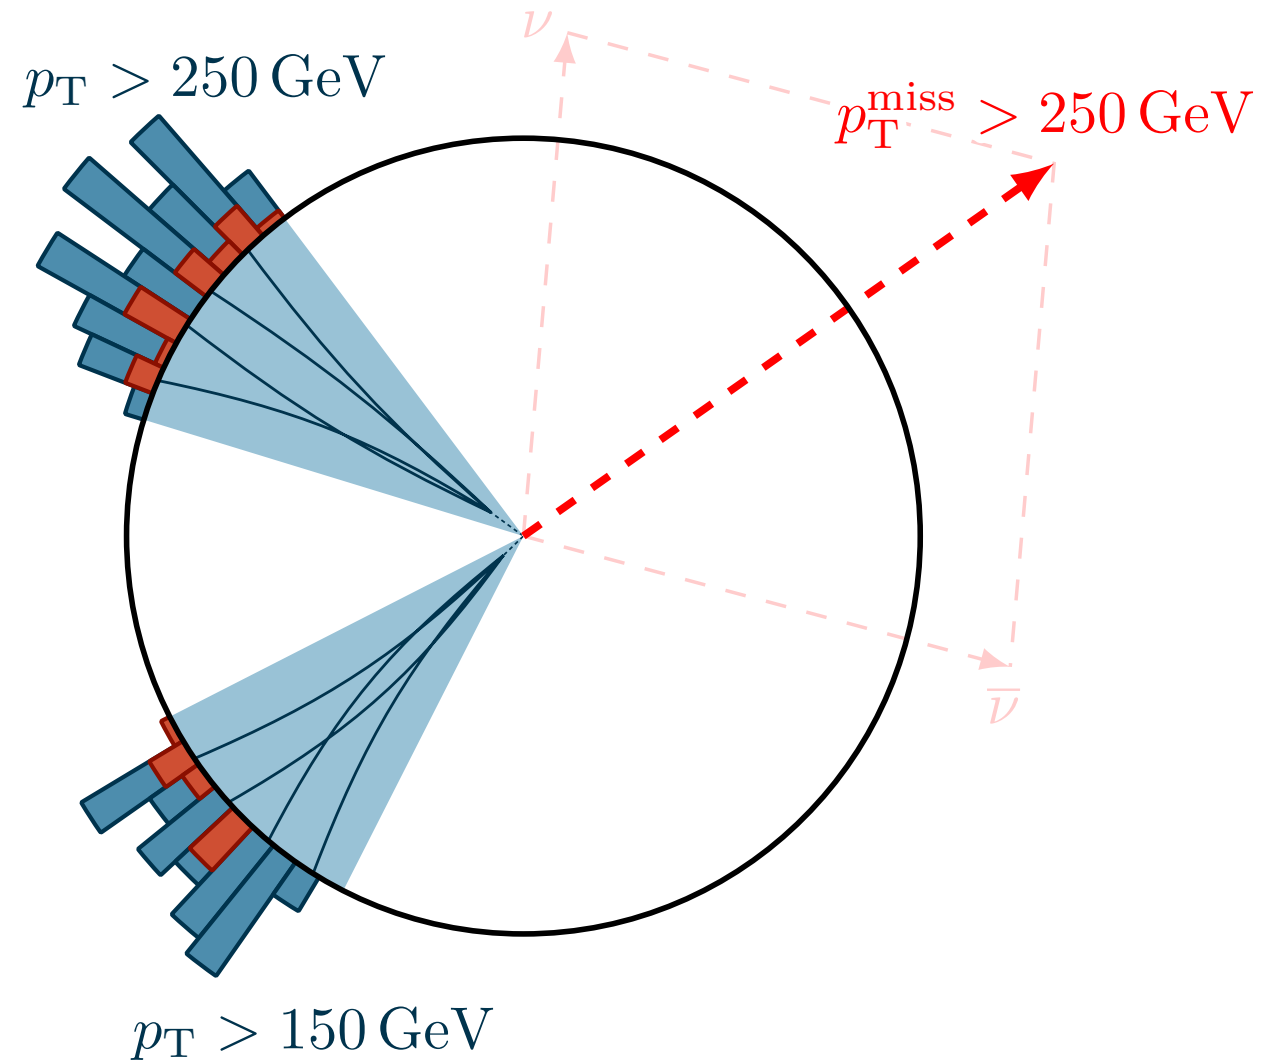 ν
p_T > 250 GeV
p_T^miss > 250 GeV
ν̅
p_T > 150 GeV